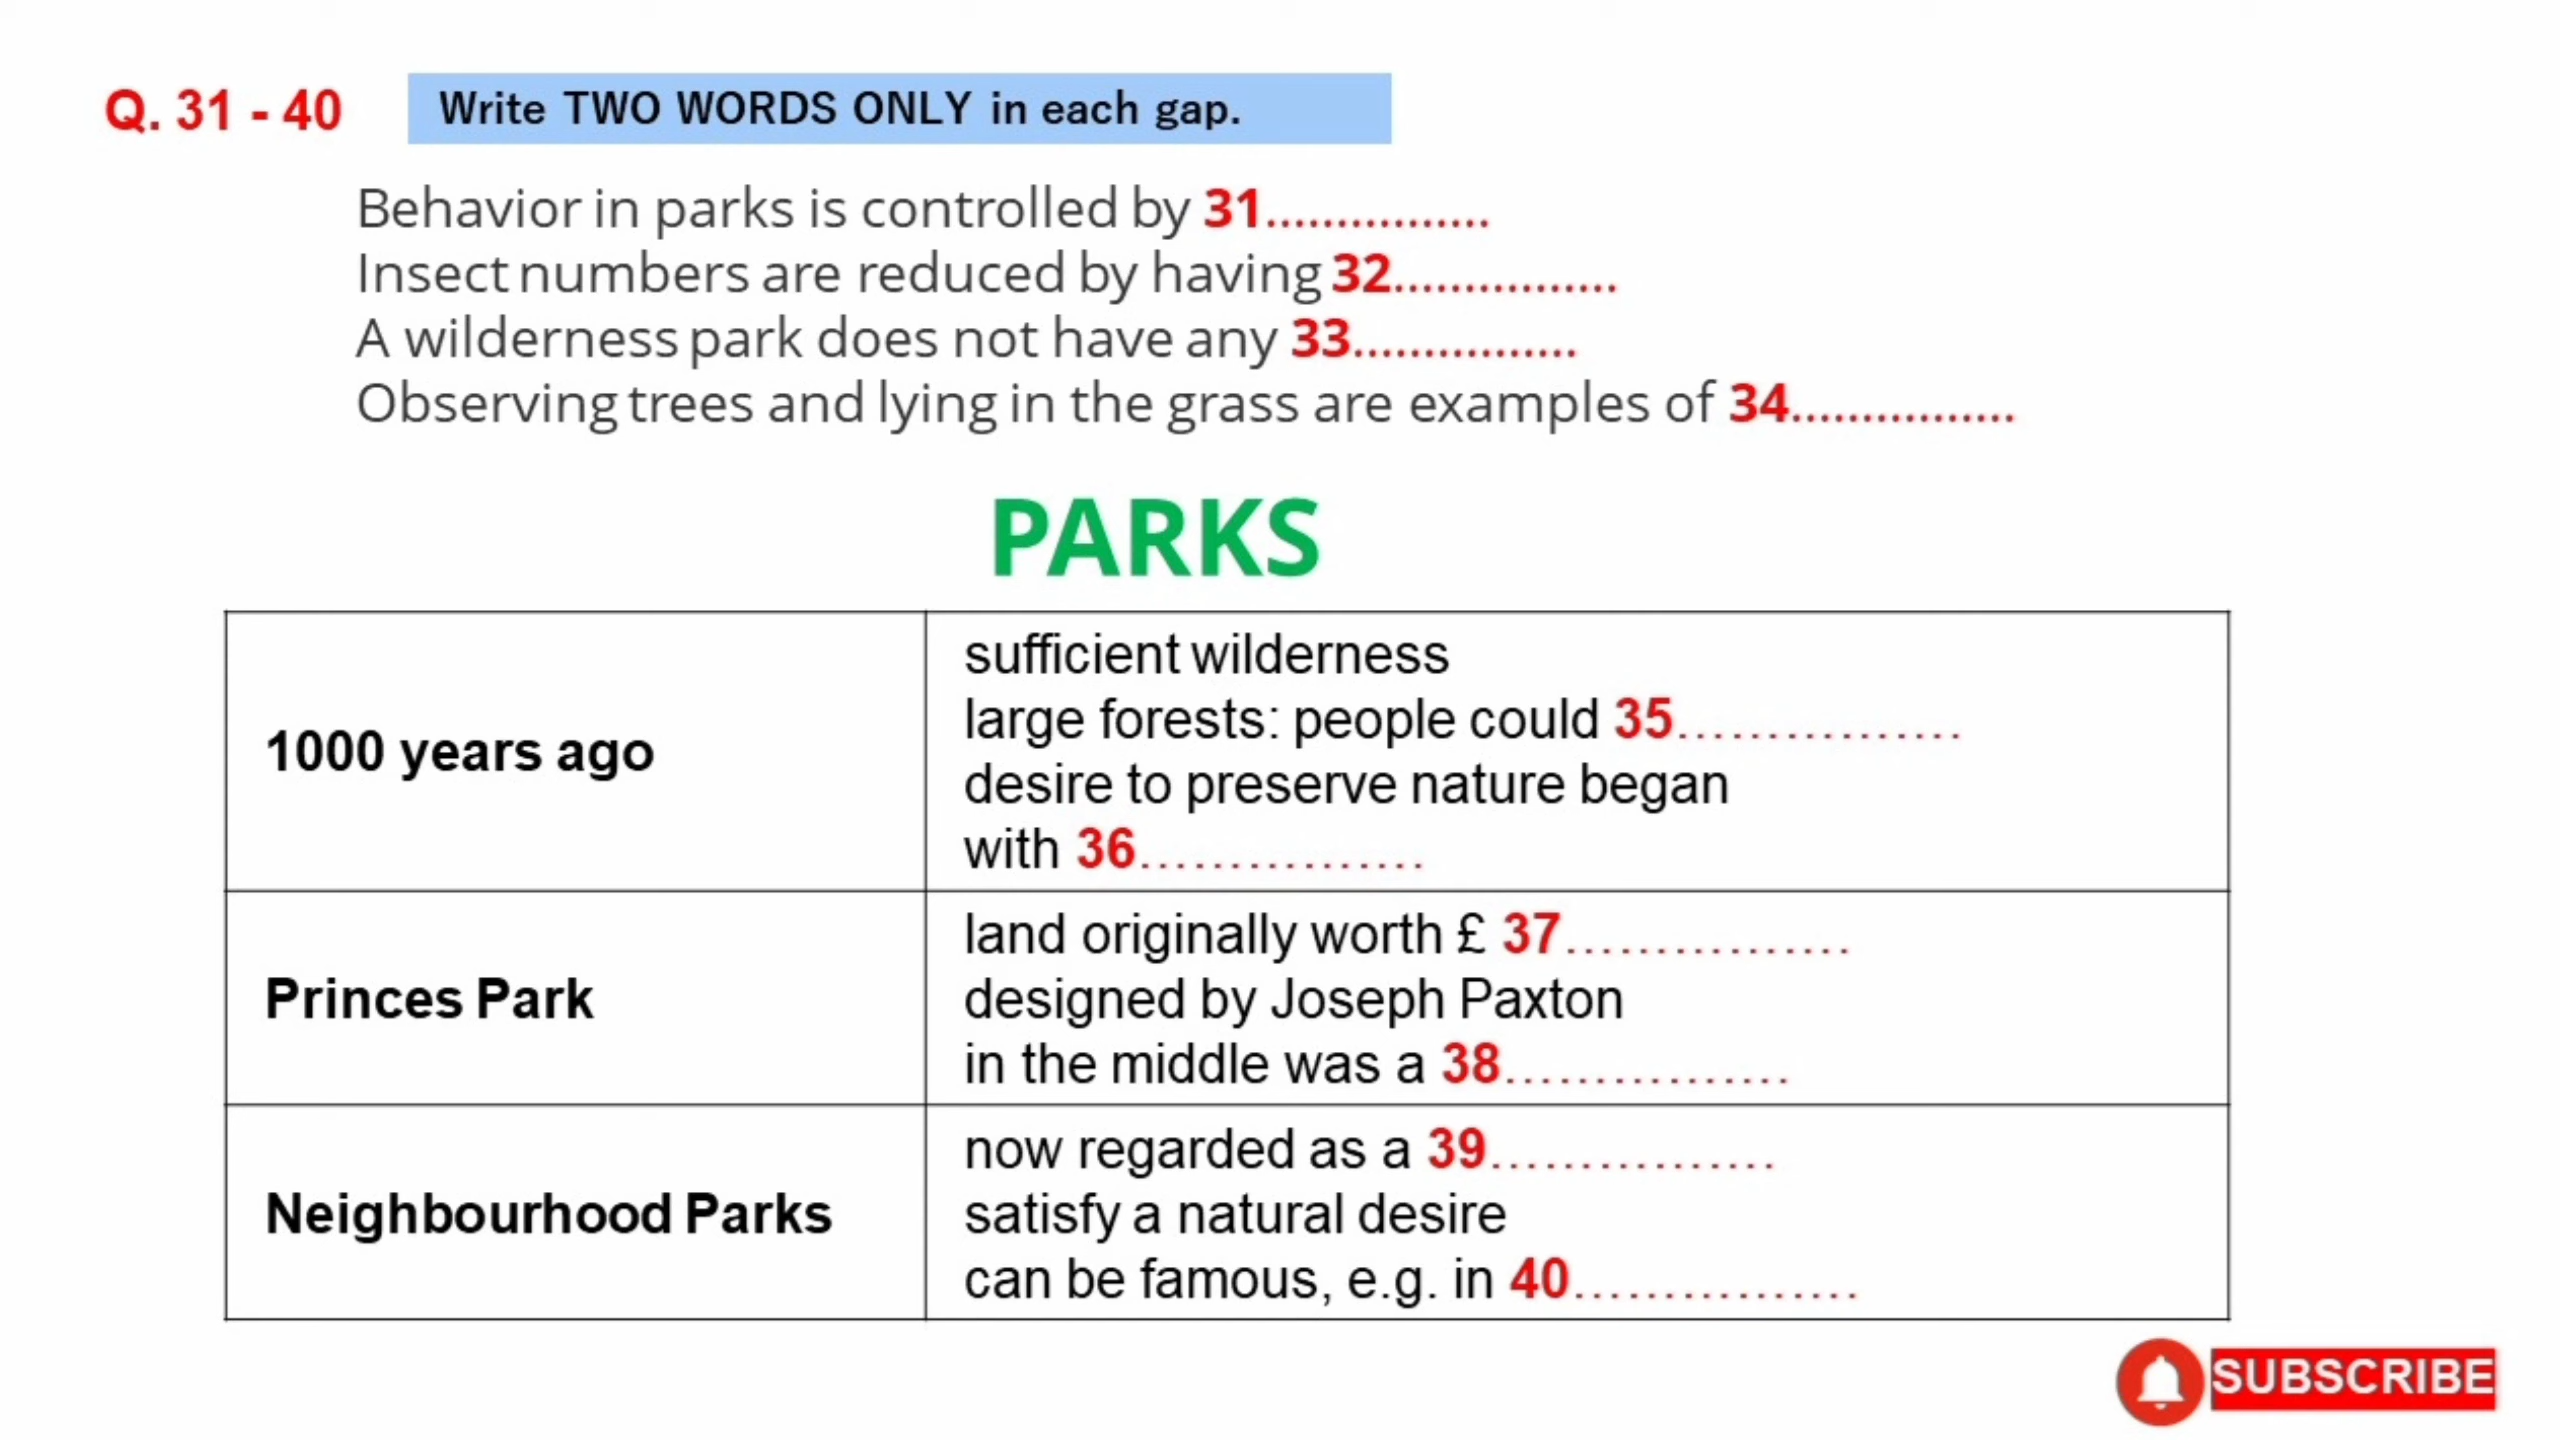 Q. 31 - 40
Write TWO WORDS ONLY in each gap.
Behavior in parks is controlled by 31................
Insect numbers are reduced by having 32................
A wilderness park does not have any 33................
Observing trees and lying in the grass are examples of 34................
PARKS
1000 years ago
sufficient wilderness
large forests: people could 35................
desire to preserve nature began
with 36................
Princes Park
land originally worth £ 37................
designed by Joseph Paxton
in the middle was a 38................
Neighbourhood Parks
now regarded as a 39................
satisfy a natural desire
can be famous, e.g. in 40................
SUBSCRIBE